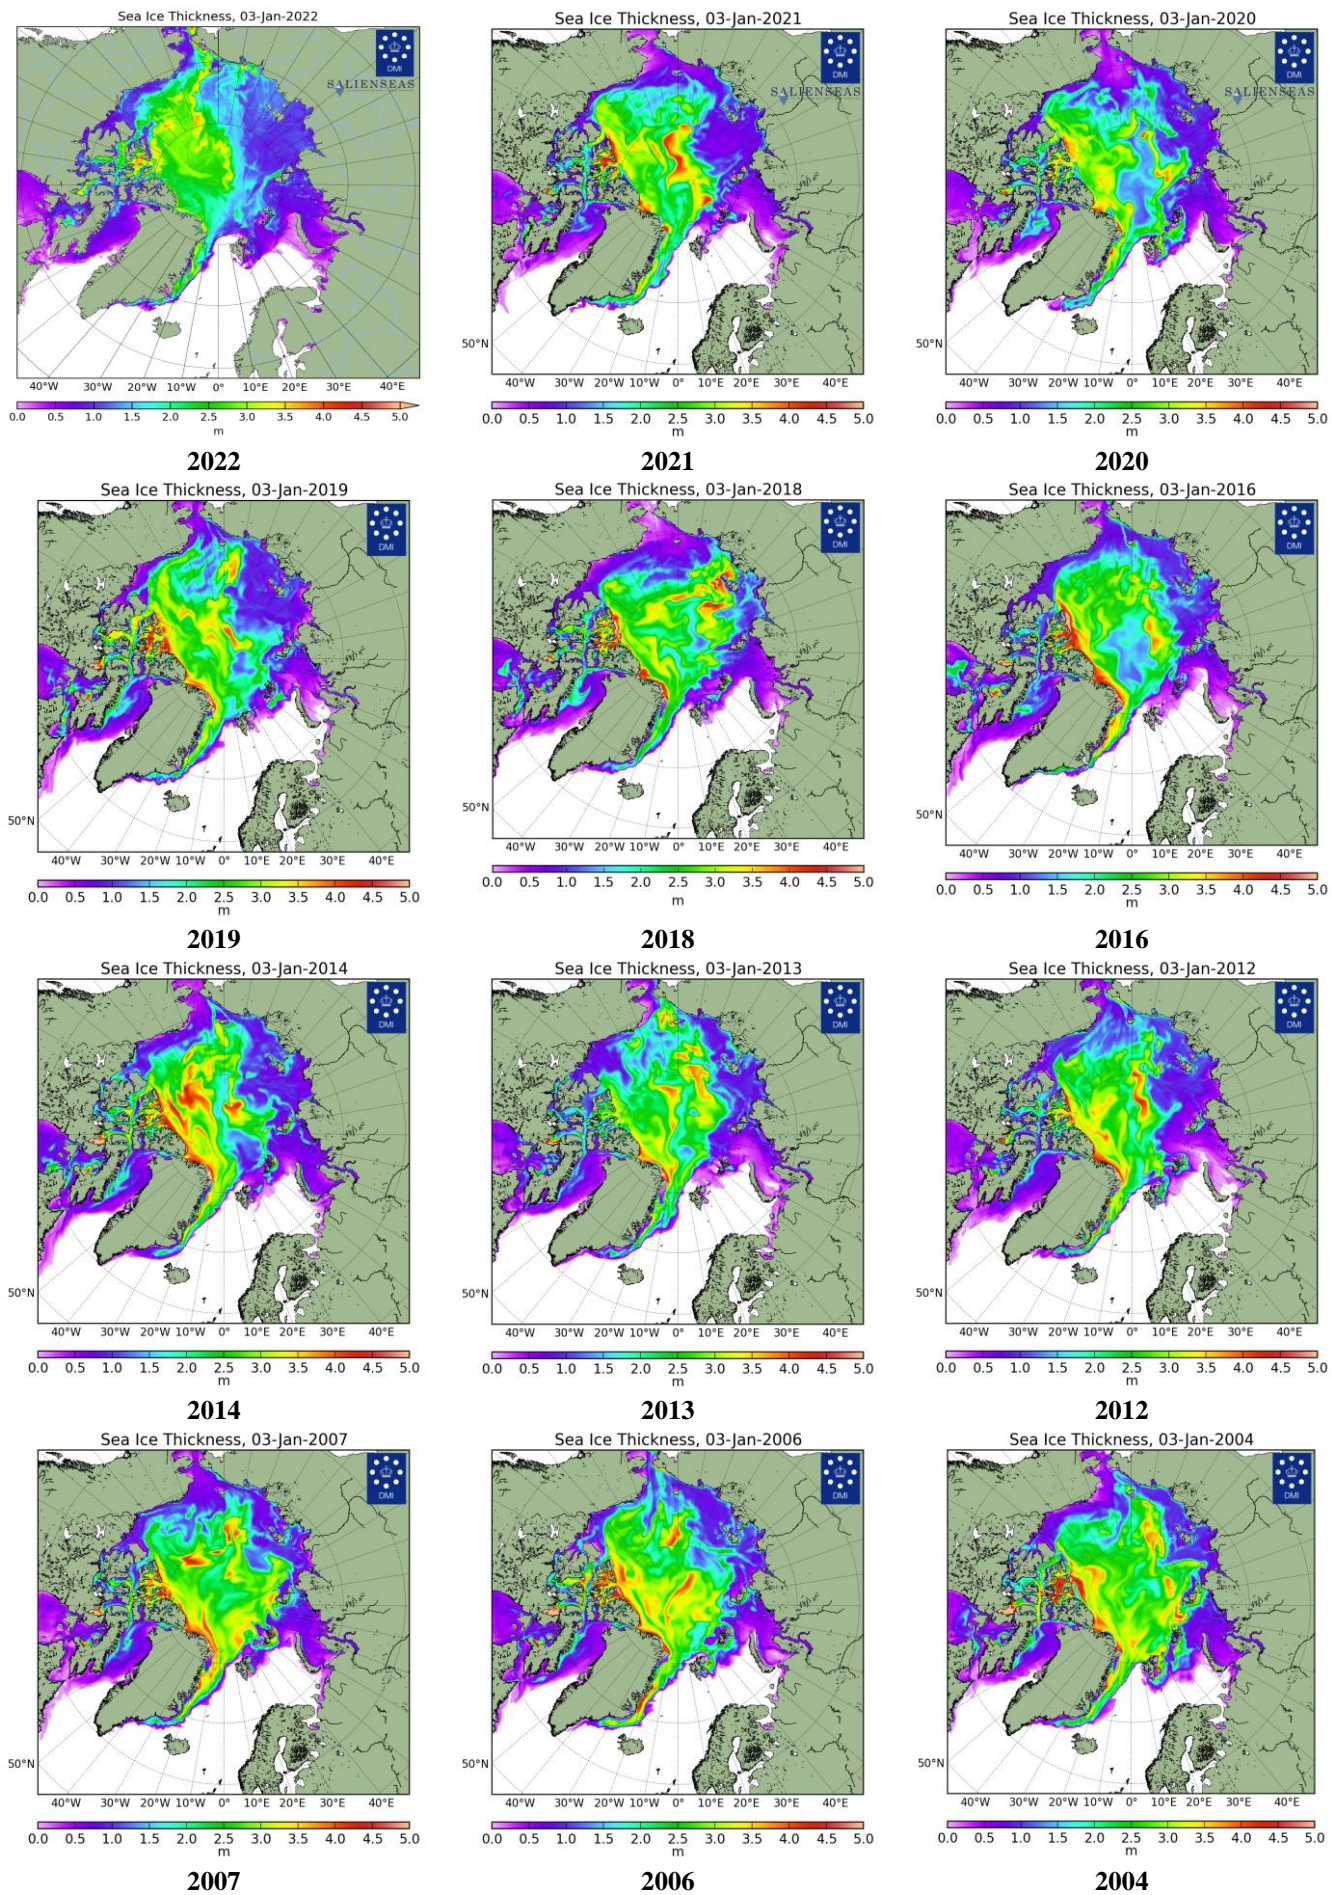 Sea Ice Thickness, 03-Jan-2022
DMI
SALIENSEAS
40°W 30°W 20°W 10°W 0° 10°E 20°E 30°E 40°E
0.0 0.5 1.0 1.5 2.0 2.5 3.0 3.5 4.0 4.5 5.0
m
2022
Sea Ice Thickness, 03-Jan-2021
DMI
SALIENSEAS
50°N
40°W 30°W 20°W 10°W 0° 10°E 20°E 30°E 40°E
0.0 0.5 1.0 1.5 2.0 2.5 3.0 3.5 4.0 4.5 5.0
m
2021
Sea Ice Thickness, 03-Jan-2020
DMI
SALIENSEAS
50°N
40°W 30°W 20°W 10°W 0° 10°E 20°E 30°E 40°E
0.0 0.5 1.0 1.5 2.0 2.5 3.0 3.5 4.0 4.5 5.0
m
2020
Sea Ice Thickness, 03-Jan-2019
DMI
50°N
40°W 30°W 20°W 10°W 0° 10°E 20°E 30°E 40°E
0.0 0.5 1.0 1.5 2.0 2.5 3.0 3.5 4.0 4.5 5.0
m
2019
Sea Ice Thickness, 03-Jan-2018
DMI
50°N
40°W 30°W 20°W 10°W 0° 10°E 20°E 30°E 40°E
0.0 0.5 1.0 1.5 2.0 2.5 3.0 3.5 4.0 4.5 5.0
m
2018
Sea Ice Thickness, 03-Jan-2016
DMI
50°N
40°W 30°W 20°W 10°W 0° 10°E 20°E 30°E 40°E
0.0 0.5 1.0 1.5 2.0 2.5 3.0 3.5 4.0 4.5 5.0
m
2016
Sea Ice Thickness, 03-Jan-2014
DMI
50°N
40°W 30°W 20°W 10°W 0° 10°E 20°E 30°E 40°E
0.0 0.5 1.0 1.5 2.0 2.5 3.0 3.5 4.0 4.5 5.0
m
2014
Sea Ice Thickness, 03-Jan-2013
DMI
50°N
40°W 30°W 20°W 10°W 0° 10°E 20°E 30°E 40°E
0.0 0.5 1.0 1.5 2.0 2.5 3.0 3.5 4.0 4.5 5.0
m
2013
Sea Ice Thickness, 03-Jan-2012
DMI
50°N
40°W 30°W 20°W 10°W 0° 10°E 20°E 30°E 40°E
0.0 0.5 1.0 1.5 2.0 2.5 3.0 3.5 4.0 4.5 5.0
m
2012
Sea Ice Thickness, 03-Jan-2007
DMI
50°N
40°W 30°W 20°W 10°W 0° 10°E 20°E 30°E 40°E
0.0 0.5 1.0 1.5 2.0 2.5 3.0 3.5 4.0 4.5 5.0
m
2007
Sea Ice Thickness, 03-Jan-2006
DMI
50°N
40°W 30°W 20°W 10°W 0° 10°E 20°E 30°E 40°E
0.0 0.5 1.0 1.5 2.0 2.5 3.0 3.5 4.0 4.5 5.0
m
2006
Sea Ice Thickness, 03-Jan-2004
DMI
50°N
40°W 30°W 20°W 10°W 0° 10°E 20°E 30°E 40°E
0.0 0.5 1.0 1.5 2.0 2.5 3.0 3.5 4.0 4.5 5.0
m
2004